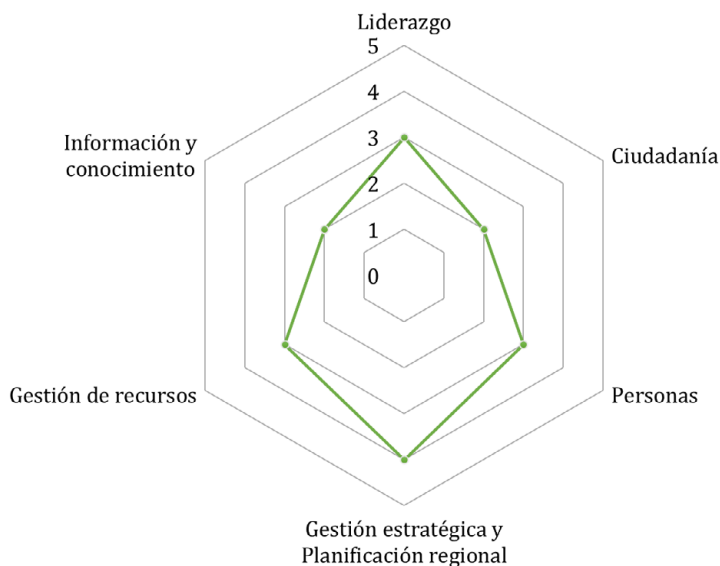 Liderazgo
5
4
3
2
1
0
Información y
conocimiento
Ciudadanía
Gestión de recursos
Personas
Gestión estratégica y
Planificación regional